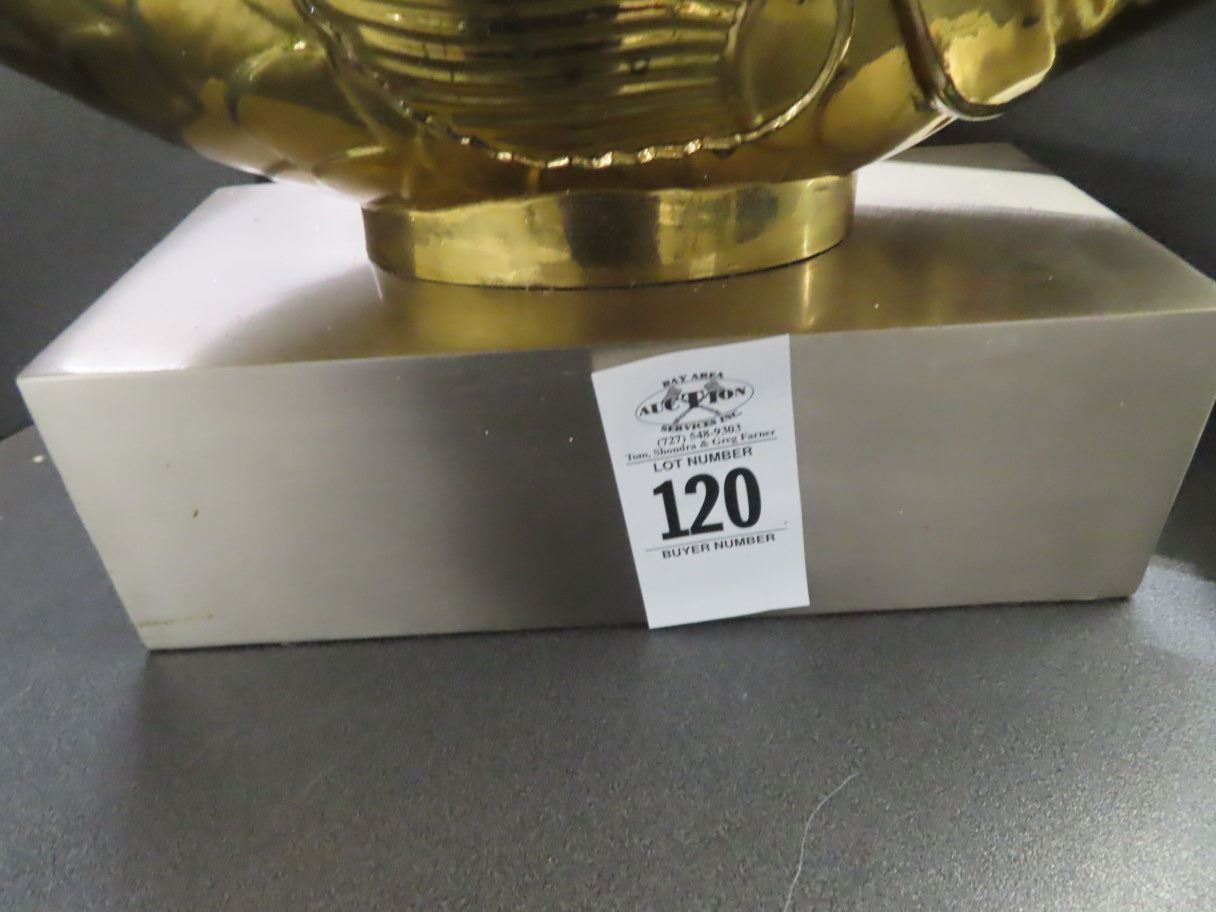 BAY AREA
AUCTION
SERVICES INC.
(727) 548-9303
Tom, Shondra & Greg Farner
LOT NUMBER
120
BUYER NUMBER